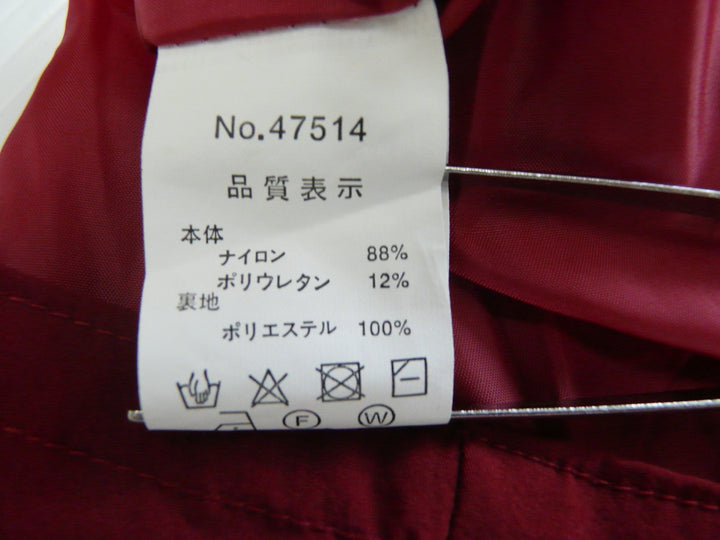 No.47514
品質表示
本体
ナイロン 88%
ポリウレタン 12%
裏地
ポリエステル 100%
F W